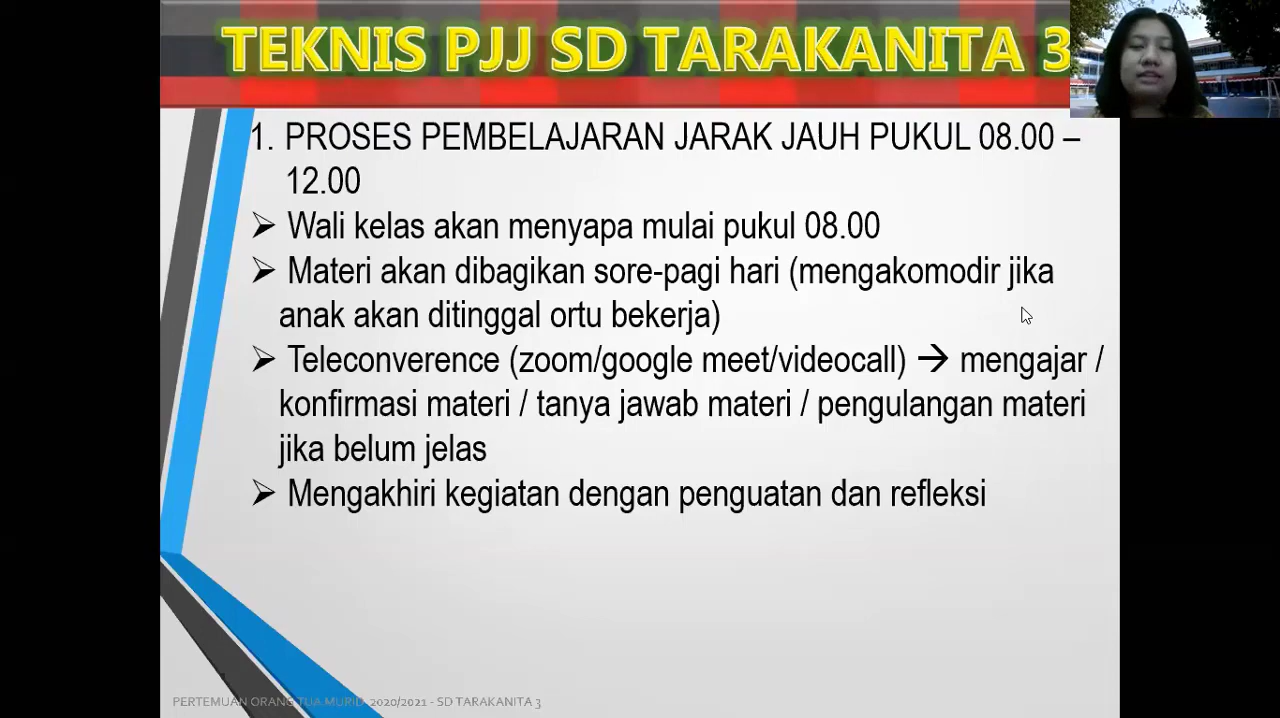 TEKNIS PJJ SD TARAKANITA 3
1. PROSES PEMBELAJARAN JARAK JAUH PUKUL 08.00 –
12.00
➢ Wali kelas akan menyapa mulai pukul 08.00
➢ Materi akan dibagikan sore-pagi hari (mengakomodir jika
anak akan ditinggal ortu bekerja)
➢ Teleconverence (zoom/google meet/videocall) → mengajar /
konfirmasi materi / tanya jawab materi / pengulangan materi
jika belum jelas
➢ Mengakhiri kegiatan dengan penguatan dan refleksi
PERTEMUAN ORANG TUA MURID 2020/2021 - SD TARAKANITA 3